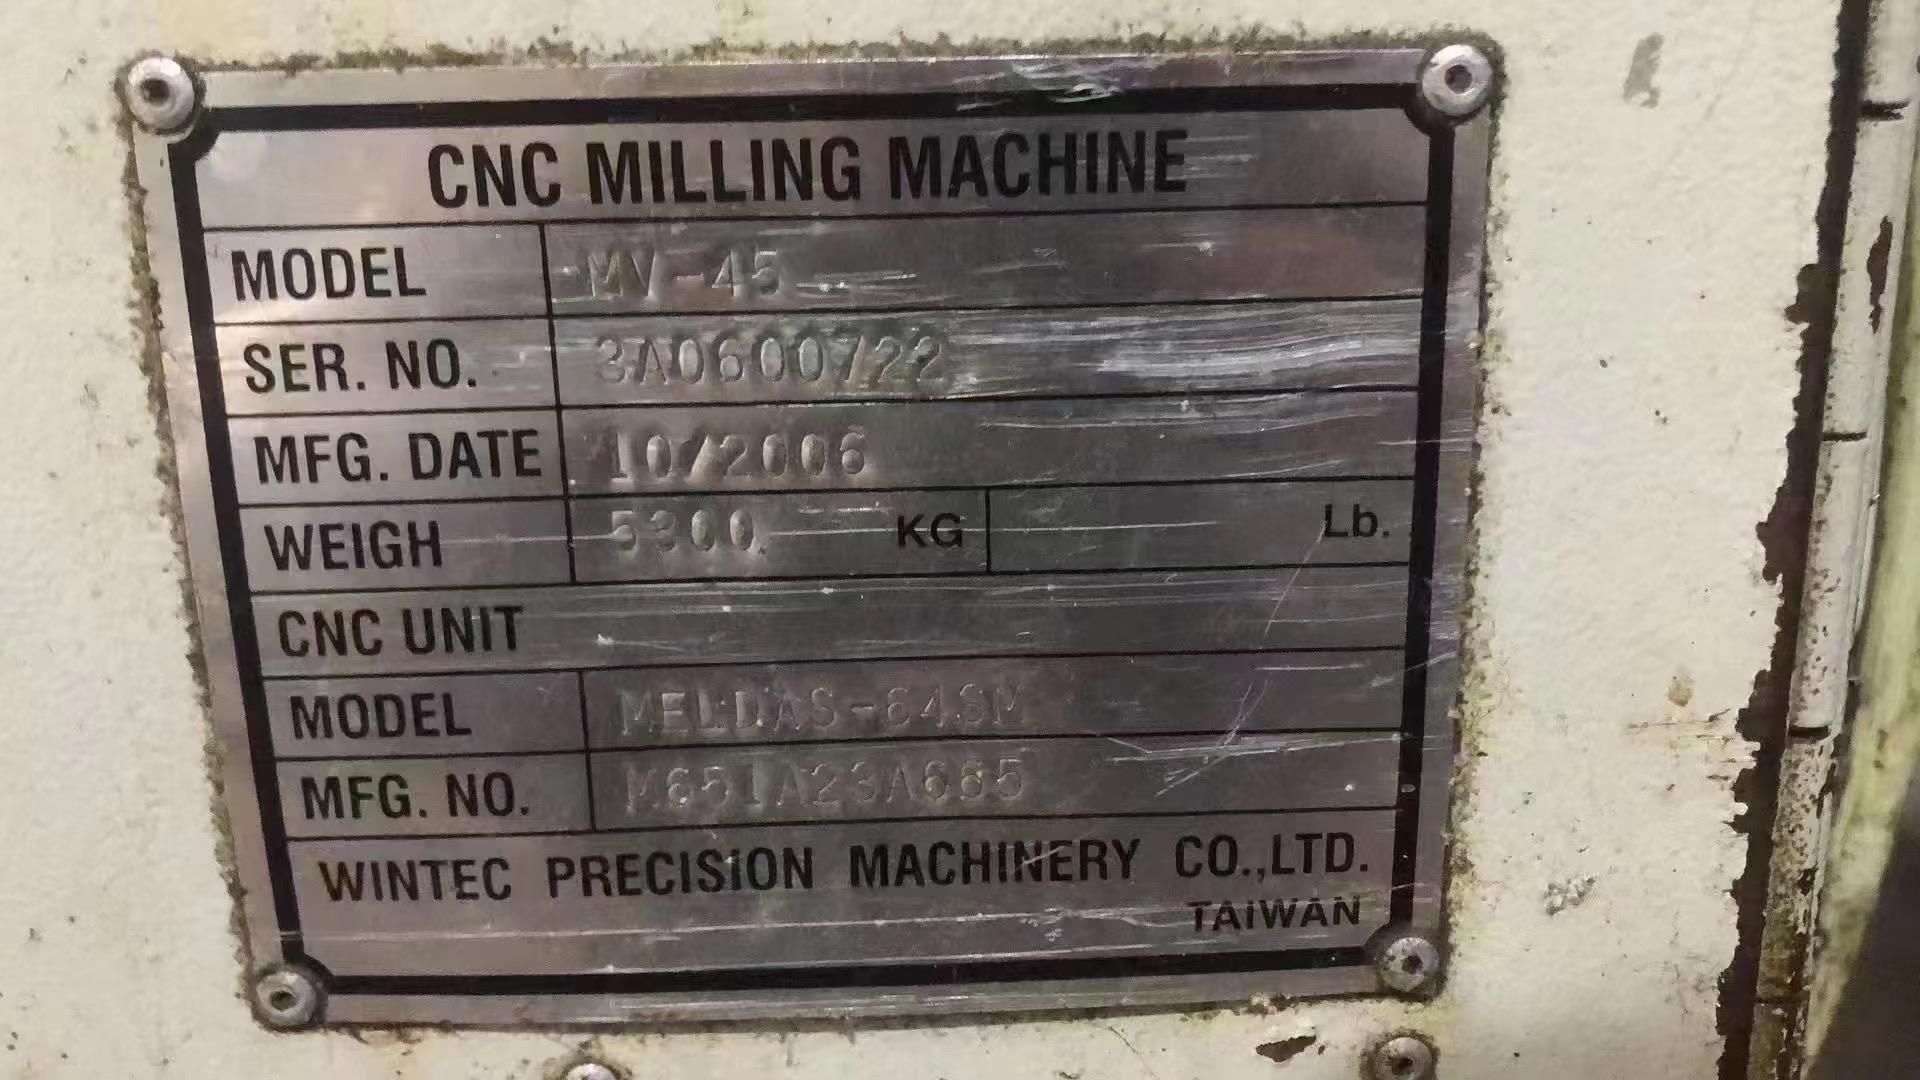 CNC MILLING MACHINE
MODEL MV-45
SER. NO. 3A0600722
MFG. DATE 10/2006
WEIGH 5300 KG Lb.
CNC UNIT
MODEL MELDAS-64SM
MFG. NO. M651A23A685
WINTEC PRECISION MACHINERY CO.,LTD.
TAIWAN